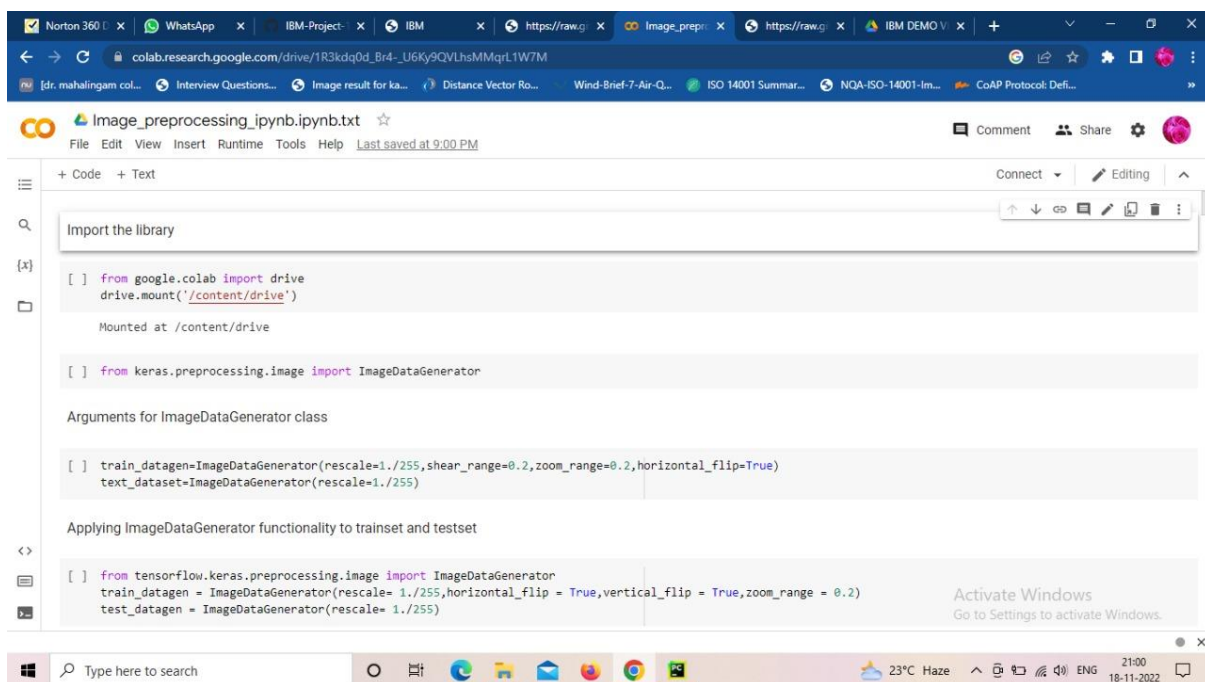 Norton 360 D
WhatsApp
IBM-Project-
IBM
https://raw.g
Image_prepro
https://raw.g
IBM DEMO V
colab.research.google.com/drive/1R3kdq0d_Br4-_U6Ky9QVLhsMMqrL1W7M
[dr. mahalingam col...
Interview Questions...
Image result for ka...
Distance Vector Ro...
Wind-Brief-7-Air-Q...
ISO 14001 Summar...
NQA-ISO-14001-Im...
CoAP Protocol: Defi...
»
Image_preprocessing_ipynb.ipynb.txt
Comment
Share
File Edit View Insert Runtime Tools Help Last saved at 9:00 PM
+ Code + Text
Connect
Editing
Import the library
{x}
[ ] from google.colab import drive
drive.mount('/content/drive')
Mounted at /content/drive
[ ] from keras.preprocessing.image import ImageDataGenerator
Arguments for ImageDataGenerator class
[ ] train_datagen=ImageDataGenerator(rescale=1./255,shear_range=0.2,zoom_range=0.2,horizontal_flip=True)
text_dataset=ImageDataGenerator(rescale=1./255)
Applying ImageDataGenerator functionality to trainset and testset
[ ] from tensorflow.keras.preprocessing.image import ImageDataGenerator
train_datagen = ImageDataGenerator(rescale= 1./255,horizontal_flip = True,vertical_flip = True,zoom_range = 0.2)
test_datagen = ImageDataGenerator(rescale= 1./255)
Activate Windows
Go to Settings to activate Windows.
Type here to search
PC
23°C Haze
ENG
21:00
18-11-2022